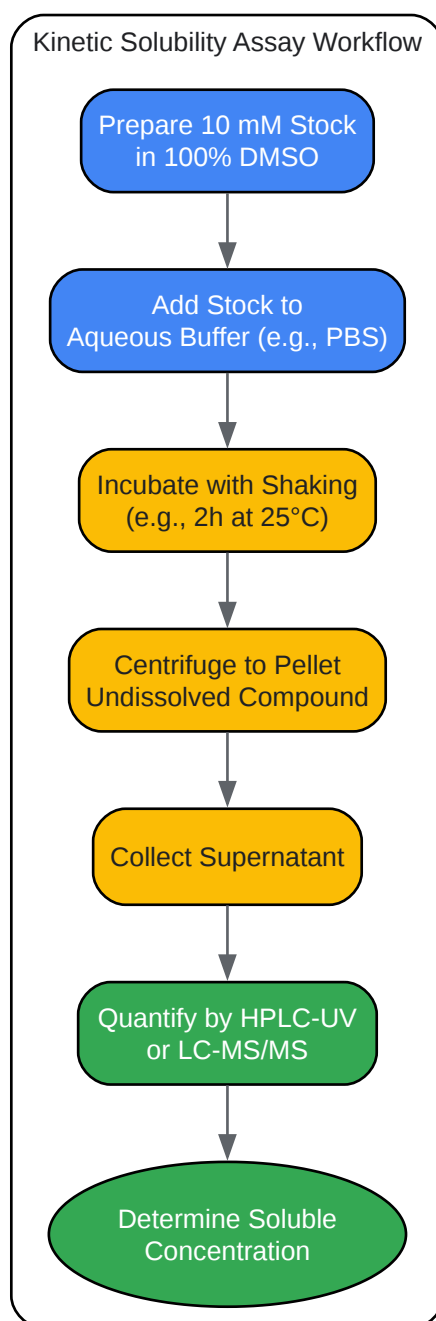 Kinetic Solubility Assay Workflow
Prepare 10 mM Stock
in 100% DMSO
Add Stock to
Aqueous Buffer (e.g., PBS)
Incubate with Shaking
(e.g., 2h at 25°C)
Centrifuge to Pellet
Undissolved Compound
Collect Supernatant
Quantify by HPLC-UV
or LC-MS/MS
Determine Soluble
Concentration